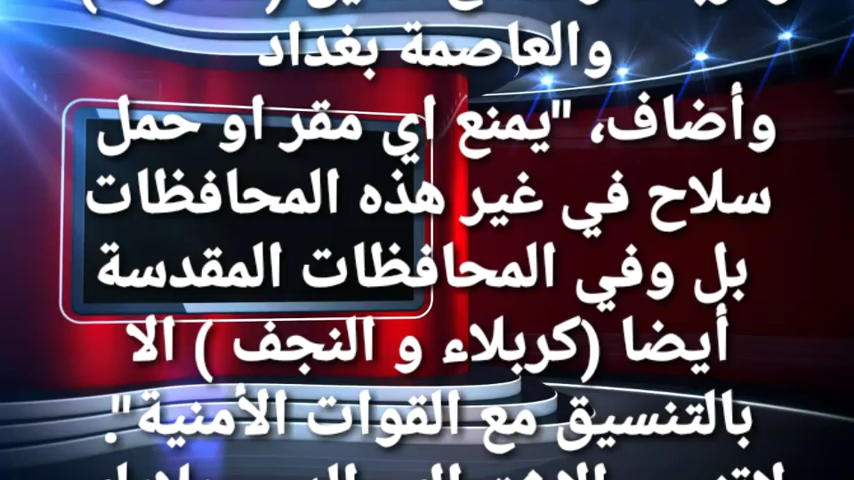 والعاصمة بغداد
وأضاف، "يمنع اي مقر او حمل
سلاح في غير هذه المحافظات
بل وفي المحافظات المقدسة
أيضا (كربلاء و النجف ) الا
بالتنسيق مع القوات الأمنية".